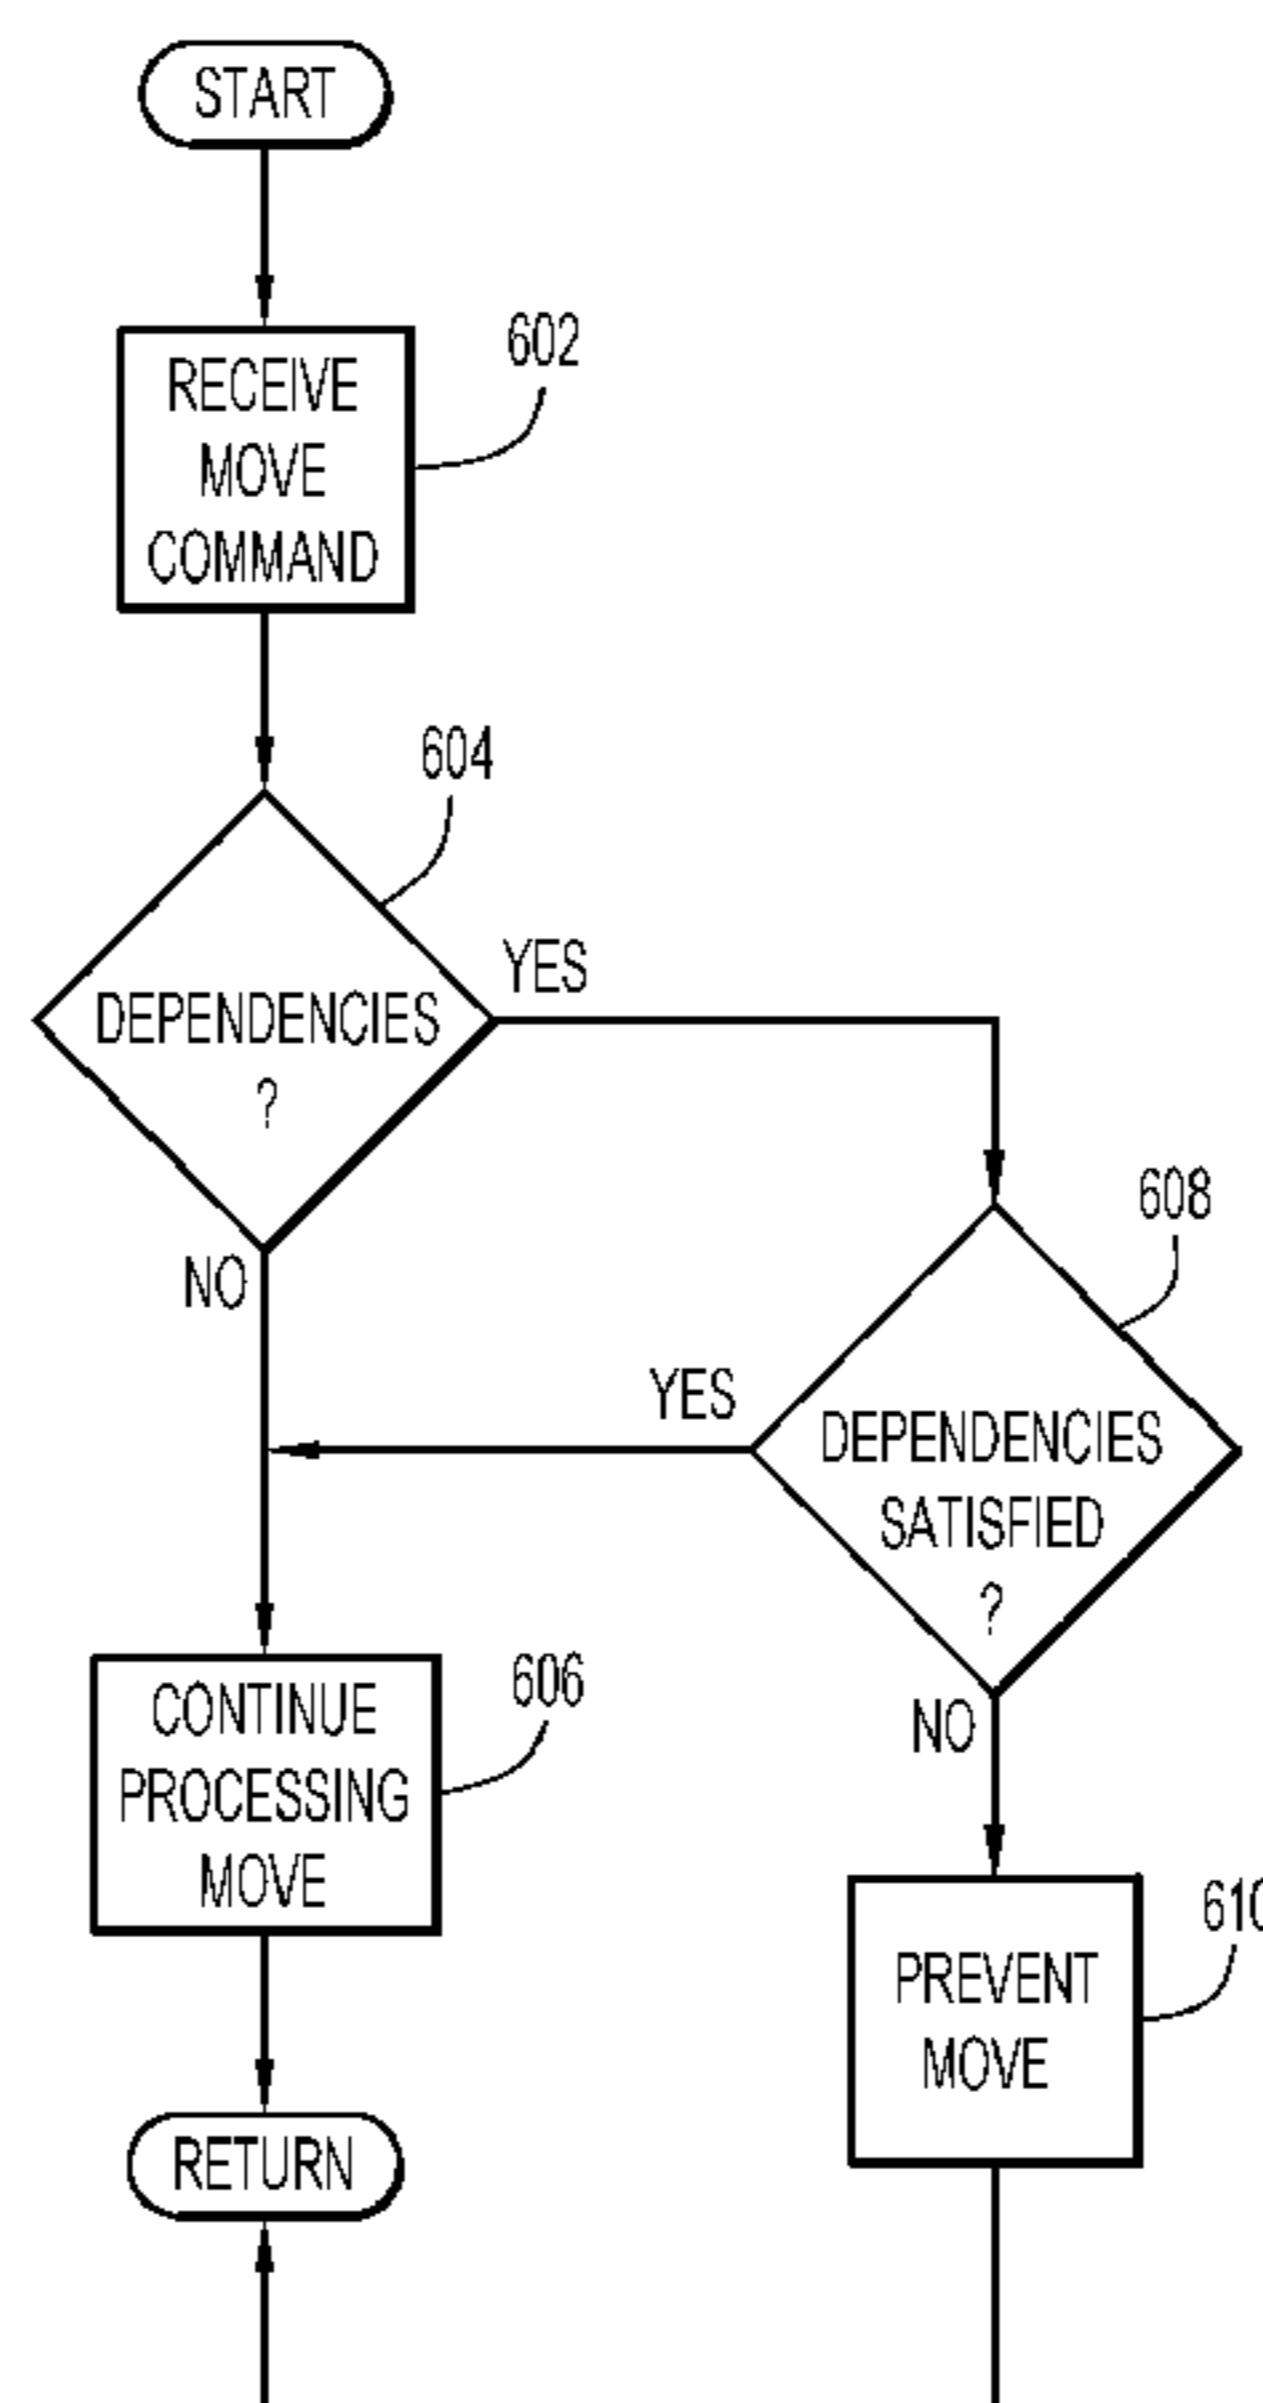 START
602
RECEIVE
MOVE
COMMAND
604
YES
DEPENDENCIES
?
NO
608
YES
DEPENDENCIES
SATISFIED
?
NO
606
CONTINUE
PROCESSING
MOVE
610
PREVENT
MOVE
RETURN